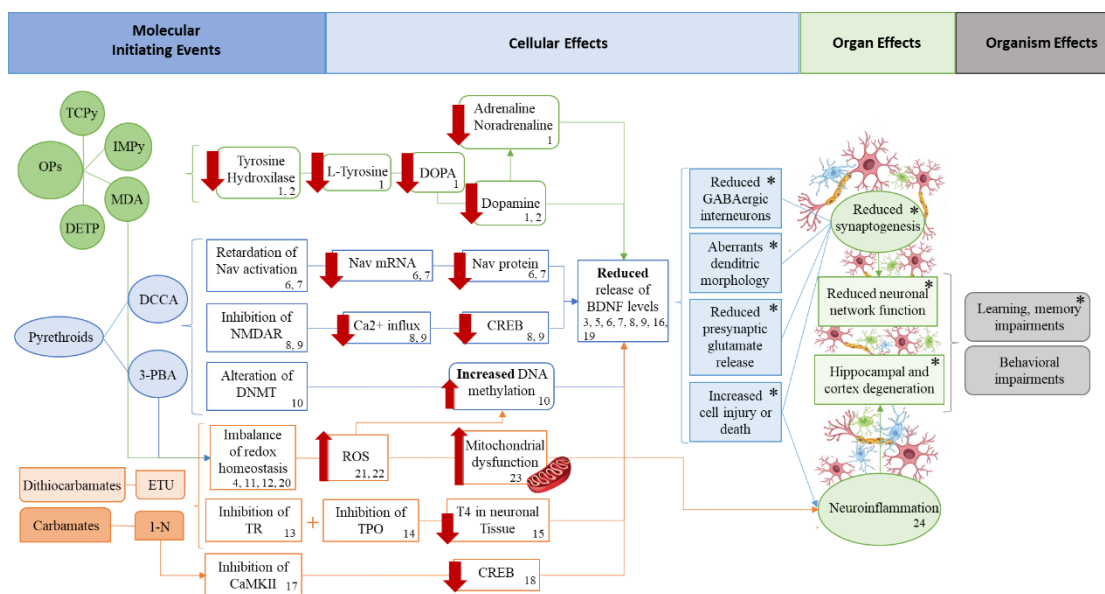 Molecular
Initiating Events
Cellular Effects
Organ Effects
Organism Effects
TCPy
IMPy
OPs
MDA
DETP
Tyrosine
Hydroxilase
1, 2
L-Tyrosine
1
DOPA
1
Adrenaline
Noradrenaline
1
Dopamine
1, 2
Pyrethroids
DCCA
3-PBA
Retardation of
Nav activation
6, 7
Nav mRNA
6, 7
Nav protein
6, 7
Inhibition of
NMDAR
8, 9
Ca2+ influx
8, 9
CREB
8, 9
Alteration of
DNMT
10
Increased DNA
methylation
10
Reduced
release of
BDNF levels
3, 5, 6, 7, 8, 9, 16,
19
Dithiocarbamates
ETU
Carbamates
1-N
Imbalance
of redox
homeostasis
4, 11, 12, 20
ROS
21, 22
Mitochondrial
dysfunction
23
Inhibition of
TR
13
+
Inhibition of
TPO
14
T4 in neuronal
Tissue
15
Inhibition of
CaMKII
17
CREB
18
Reduced *
GABAergic
interneurons
Aberrants *
denditric
morphology
Reduced *
presynaptic
glutamate
release
Increased *
cell injury or
death
Reduced *
synaptogenesis
Reduced neuronal *
network function
Hippocampal and *
cortex degeneration
Neuroinflammation
24
Learning, memory *
impairments
Behavioral
impairments